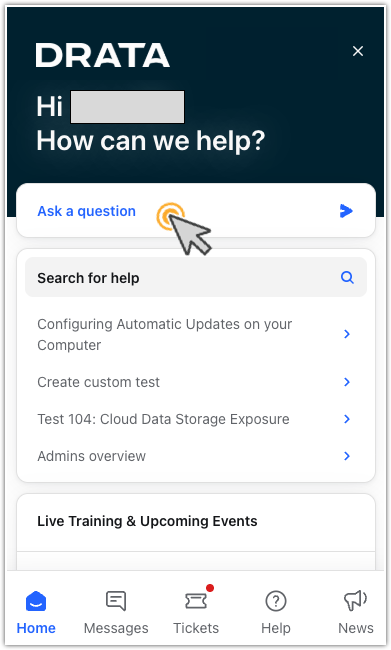 DRATA
Hi
How can we help?
Ask a question
Search for help
Configuring Automatic Updates on your
Computer
Create custom test
Test 104: Cloud Data Storage Exposure
Admins overview
Live Training & Upcoming Events
Home
Messages
Tickets
Help
News